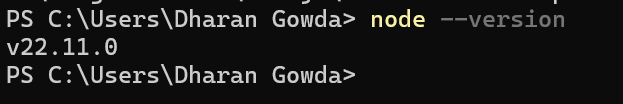 PS C:\Users\Dharan Gowda> node --version
v22.11.0
PS C:\Users\Dharan Gowda>